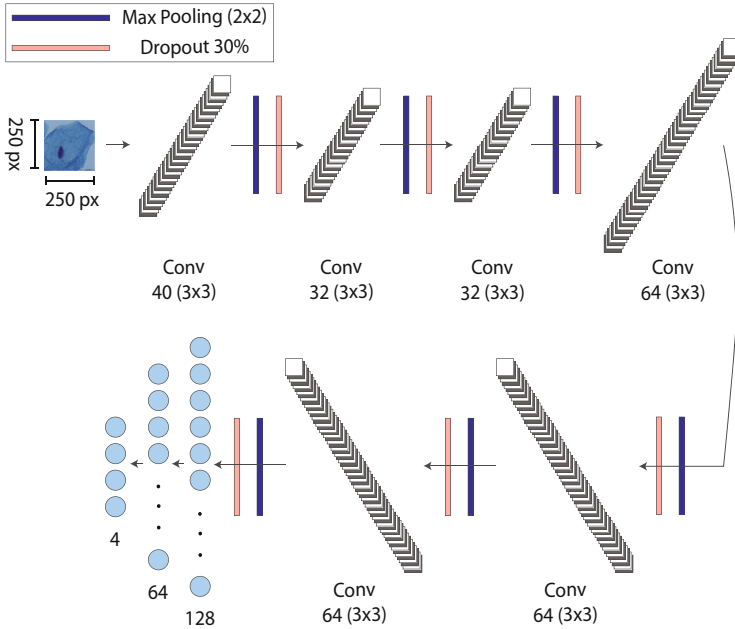 Max Pooling (2x2)
Dropout 30%
250 px
250 px
Conv
40 (3x3)
Conv
32 (3x3)
Conv
32 (3x3)
Conv
64 (3x3)
4
64
128
Conv
64 (3x3)
Conv
64 (3x3)